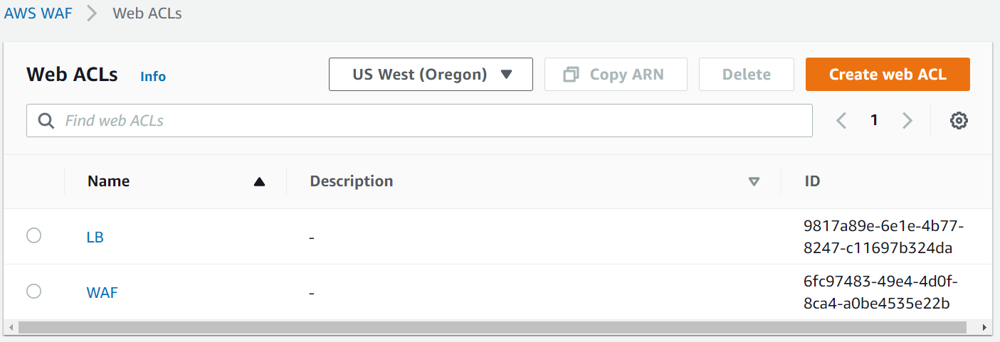 AWS WAF > Web ACLs
Web ACLs Info US West (Oregon) Copy ARN Delete Create web ACL
Find web ACLs 1
Name Description ID
LB - 9817a89e-6e1e-4b77-
8247-c11697b324da
WAF - 6fc97483-49e4-4d0f-
8ca4-a0be4535e22b